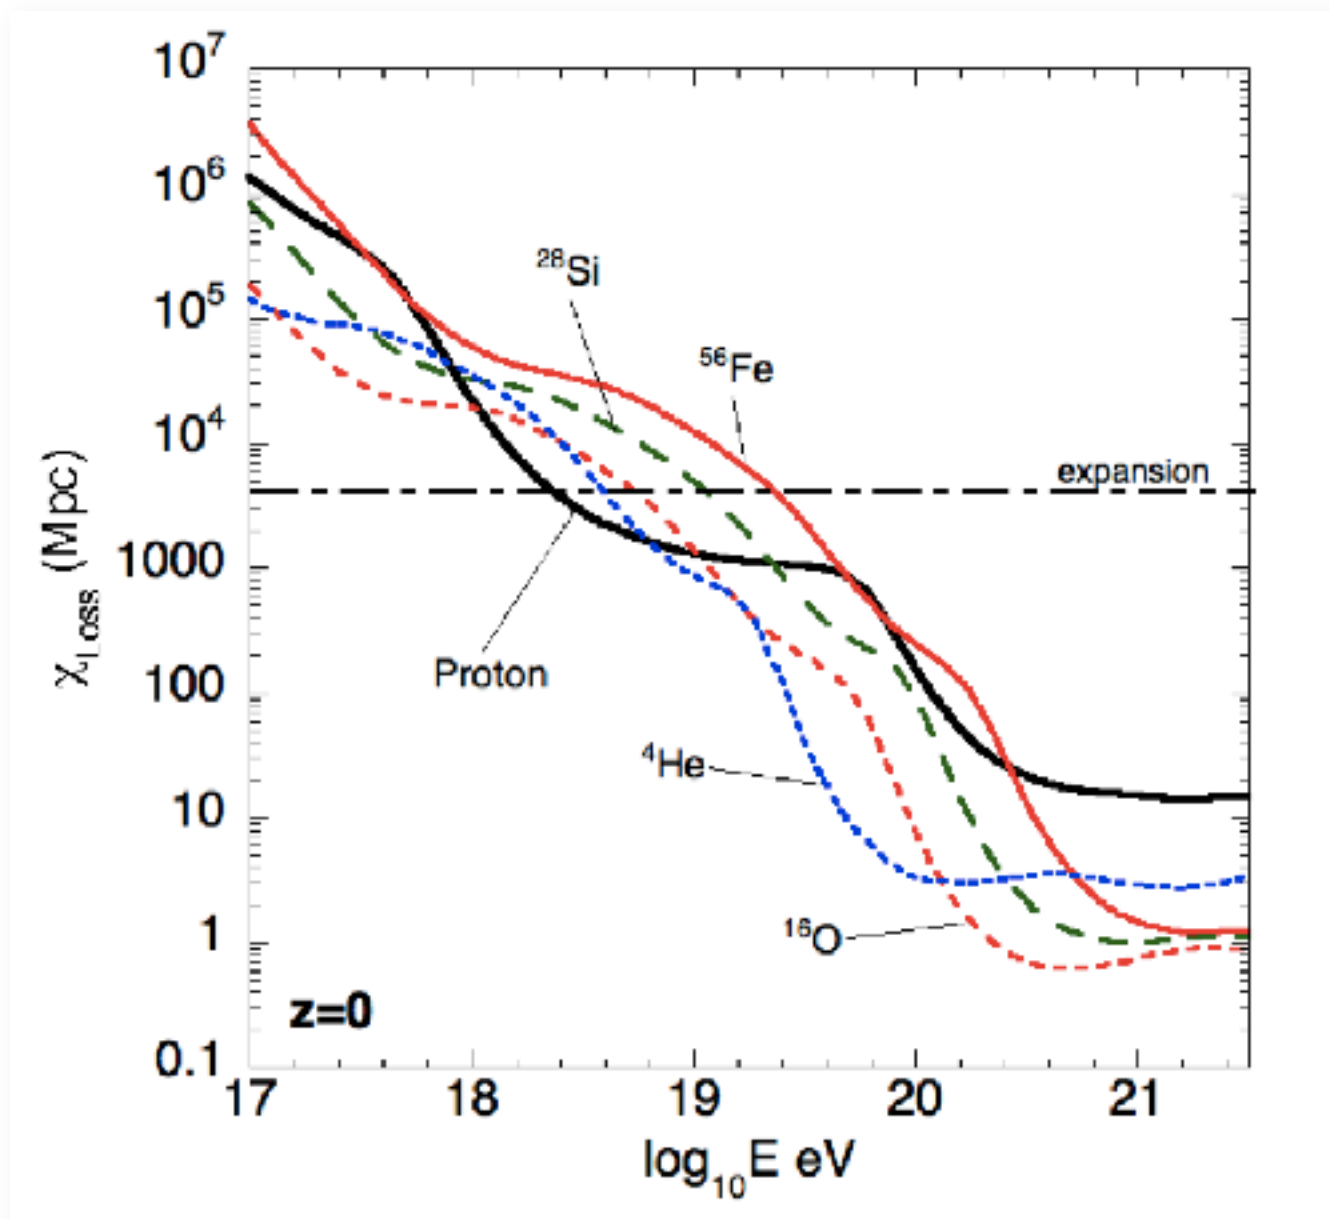 10⁷
10⁶
10⁵
10⁴
1000
100
10
1
0.1
χLoss (Mpc)
²⁸Si
⁵⁶Fe
expansion
Proton
⁴He
¹⁶O
z=0
17 18 19 20 21
log₁₀E eV